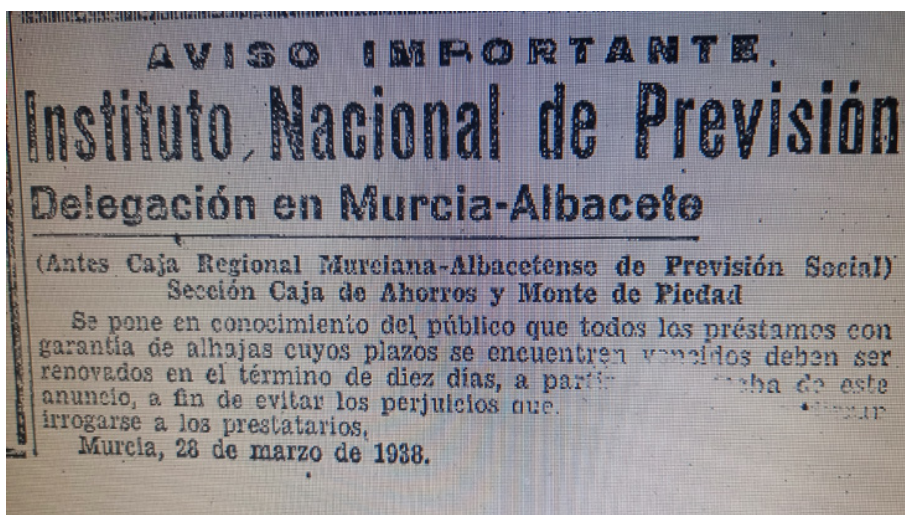 AVISO IMPORTANTE.
Instituto Nacional de Previsión
Delegación en Murcia-Albacete
(Antes Caja Regional Murciana-Albacetense de Previsión Social)
Sección Caja de Ahorros y Monte de Piedad
Se pone en conocimiento del público que todos los préstamos con
garantía de alhajas cuyos plazos se encuentren vencidos deben ser
renovados en el término de diez días, a partir de este
anuncio, a fin de evitar los perjuicios que
irrogarse a los prestatarios.
Murcia, 28 de marzo de 1938.